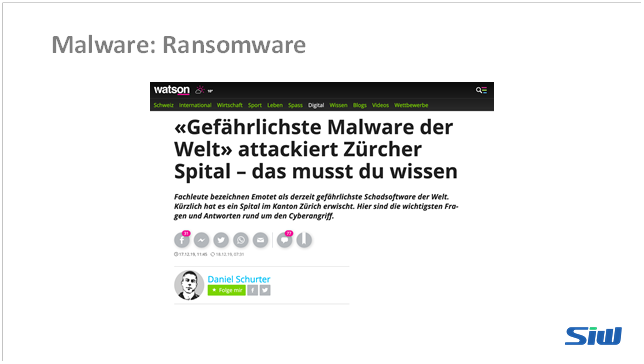 Malware: Ransomware
watson
Schweiz International Wirtschaft Sport Leben Spass Digital Wissen Blogs Videos Wettbewerbe
«Gefährlichste Malware der
Welt» attackiert Zürcher
Spital – das musst du wissen
Fachleute bezeichnen Emotet als derzeit gefährlichste Schadsoftware der Welt.
Kürzlich hat es ein Spital im Kanton Zürich erwischt. Hier sind die wichtigsten Fra-
gen und Antworten rund um den Cyberangriff.
17.12.19, 11:45 18.12.19, 07:31
Daniel Schurter
Folge mir
SiW